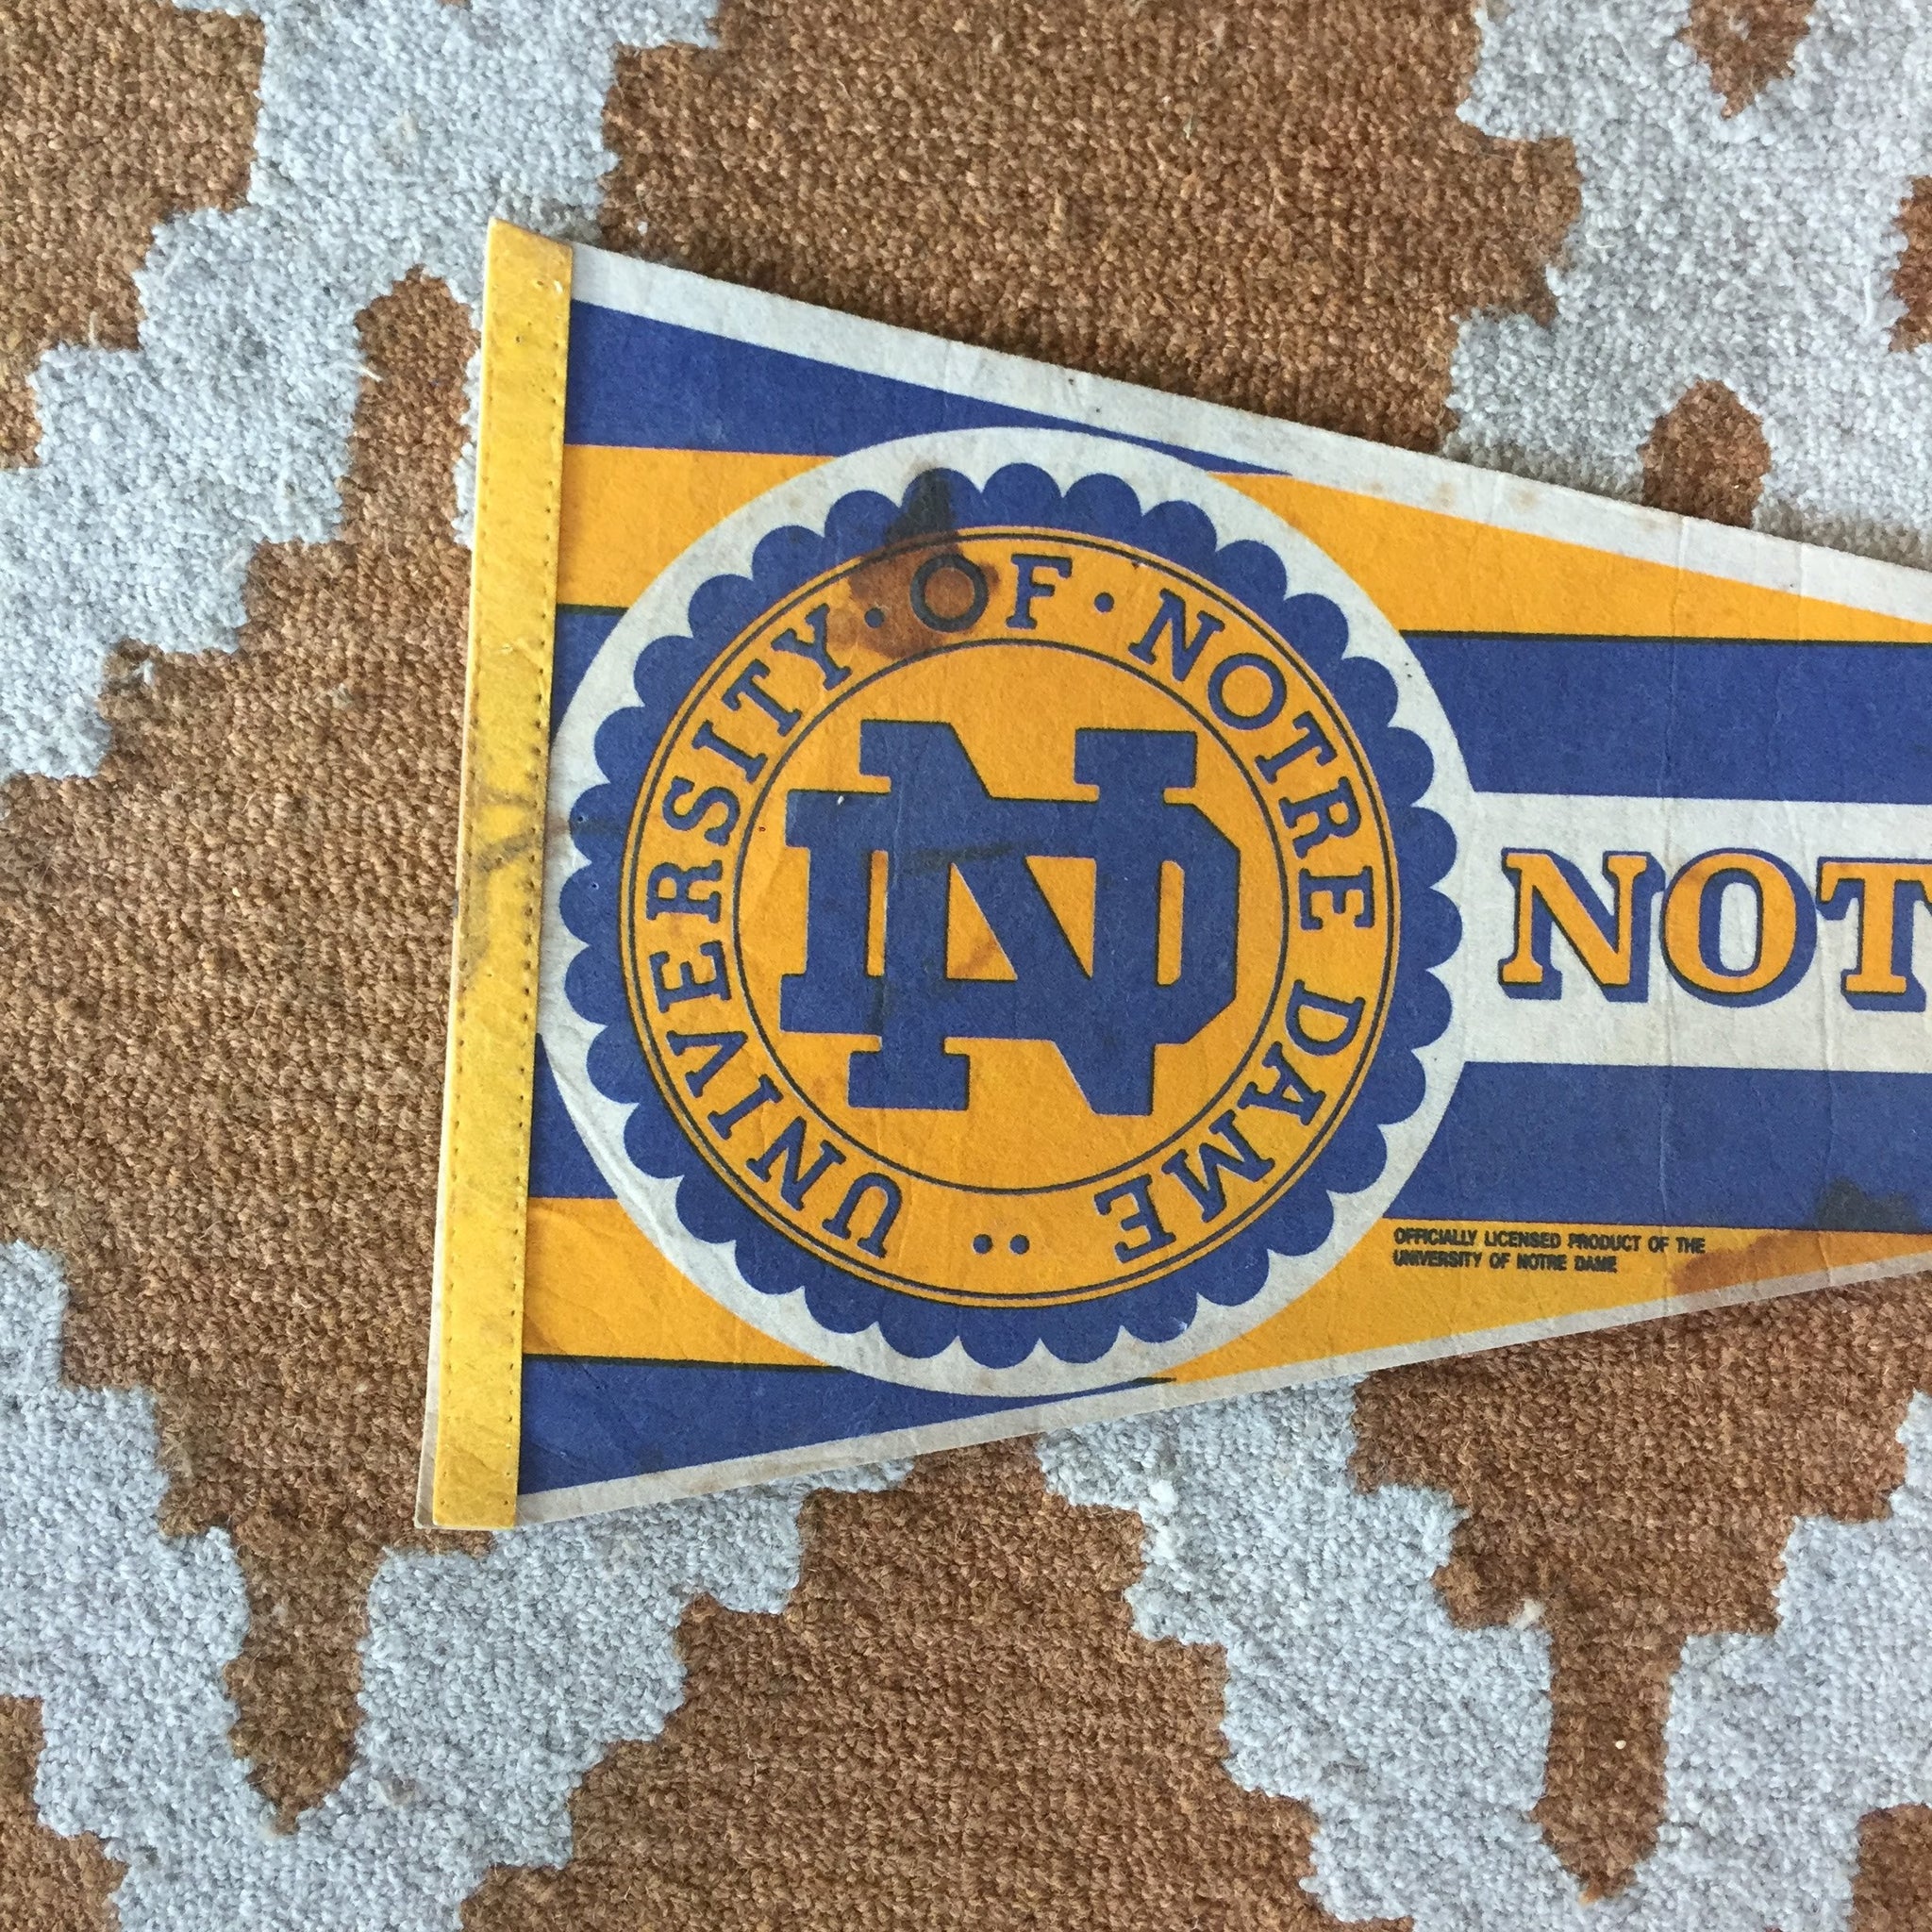 UNIVERSITY · OF · NOTRE DAME ··
ND
NOT
OFFICIALLY LICENSED PRODUCT OF THE
UNIVERSITY OF NOTRE DAME